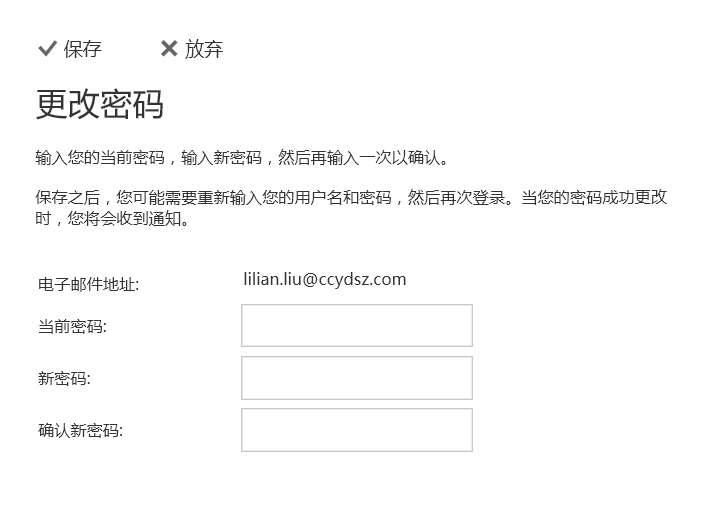 保存 放弃
更改密码
输入您的当前密码，输入新密码，然后再输入一次以确认。
保存之后，您可能需要重新输入您的用户名和密码，然后再次登录。当您的密码成功更改
时，您将会收到通知。
电子邮件地址: lilian.liu@ccydsz.com
当前密码:
新密码:
确认新密码: